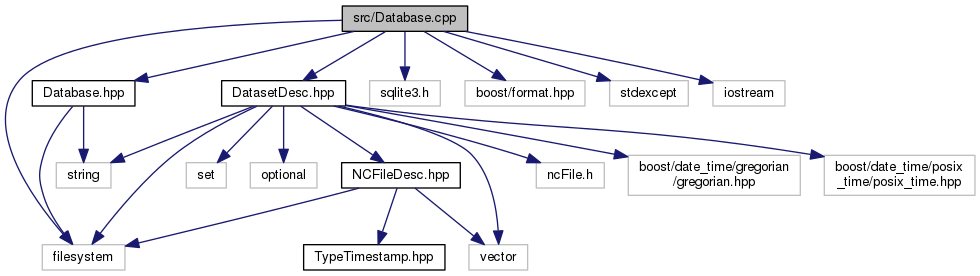 src/Database.cpp
Database.hpp
DatasetDesc.hpp
sqlite3.h
boost/format.hpp
stdexcept
iostream
string
set
optional
NCFileDesc.hpp
ncFile.h
boost/date_time/gregorian
/gregorian.hpp
boost/date_time/posix
_time/posix_time.hpp
filesystem
TypeTimestamp.hpp
vector